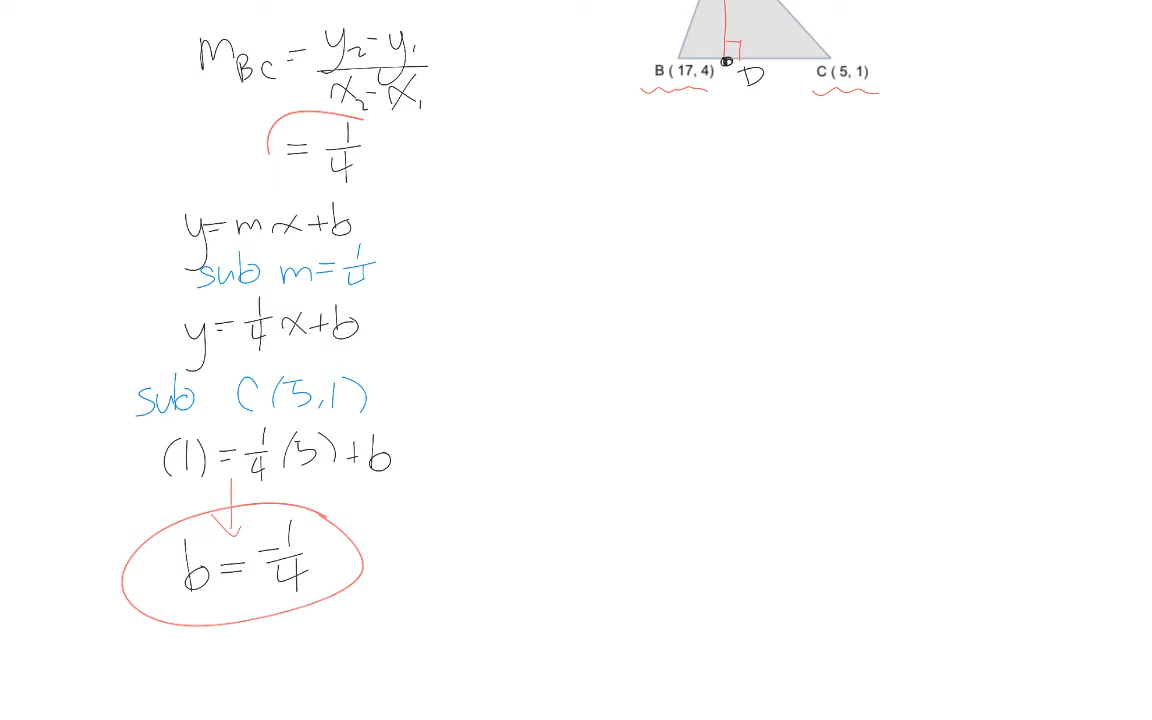 m_BC = (y₂ - y₁)/(x₂ - x₁)
B ( 17, 4)
D
C ( 5, 1)
= 1/4
y = mx + b
sub m = 1/4
y = 1/4 x + b
sub C (5, 1)
(1) = 1/4 (5) + b
b = -1/4